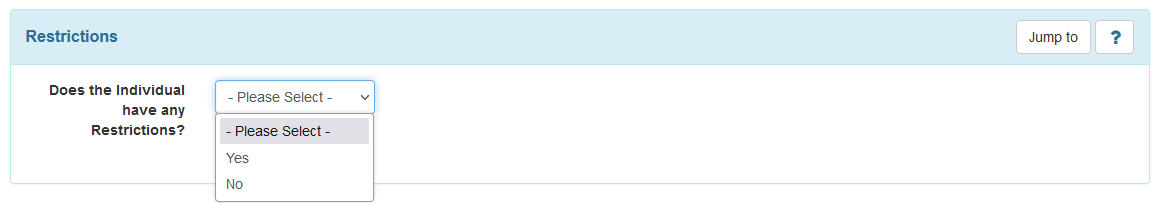 Restrictions
Jump to
?
Does the Individual
have any
Restrictions?
- Please Select -
- Please Select -
Yes
No